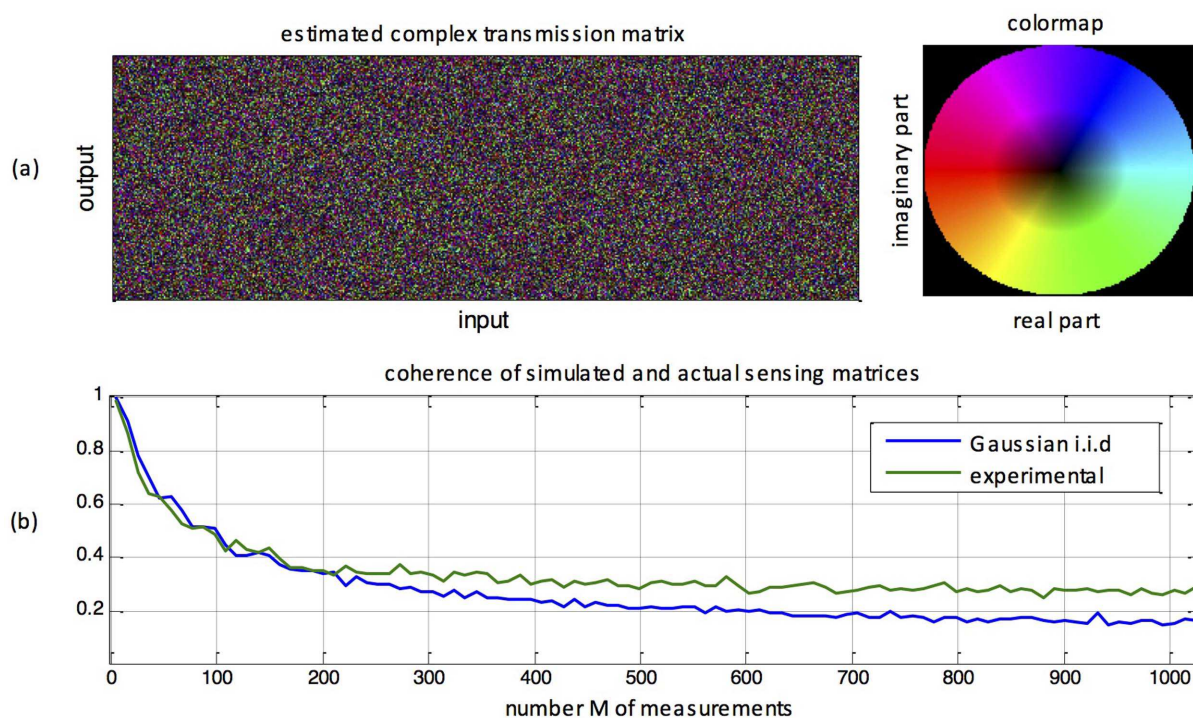 estimated complex transmission matrix
colormap
(a)
output
input
imaginary part
real part
coherence of simulated and actual sensing matrices
(b)
1
0.8
0.6
0.4
0.2
Gaussian i.i.d
experimental
0 100 200 300 400 500 600 700 800 900 1000
number M of measurements